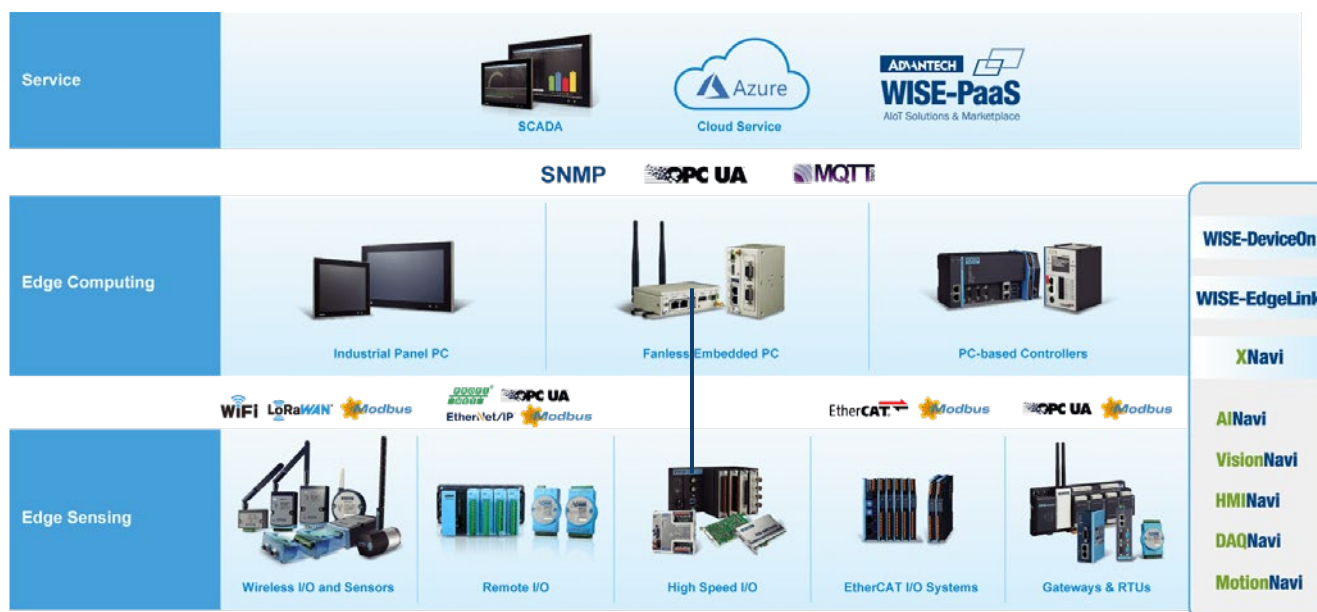 Service
SCADA
Azure
Cloud Service
ADVANTECH
WISE-PaaS
AIoT Solutions & Marketplace
SNMP
OPC UA
MQTT
Edge Computing
Industrial Panel PC
Fanless Embedded PC
PC-based Controllers
WiFi
LoRaWAN
Modbus
EtherNet/IP
OPC UA
Modbus
EtherCAT
Modbus
OPC UA
Modbus
Edge Sensing
Wireless I/O and Sensors
Remote I/O
High Speed I/O
EtherCAT I/O Systems
Gateways & RTUs
WISE-DeviceOn
WISE-EdgeLink
XNavi
AINavi
VisionNavi
HMINavi
DAQNavi
MotionNavi